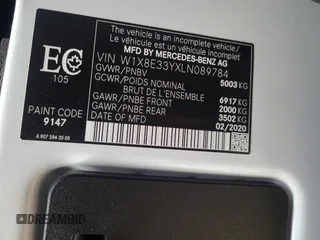 The vehicle is an incomplete vehicle/
Le véhicule est un véhicule incomplet
MFD BY MERCEDES-BENZ AG
VIN W1X8E33YXLN089784
GVWR/PNBV 5003 KG
GCWR/POIDS NOMINAL
BRUT DE L'ENSEMBLE 6917 KG
GAWR/PNBE FRONT 2000 KG
GAWR/PNBE REAR 3502 KG
DATE OF MFD. 02/2020
EC
105
PAINT CODE
9147
A 907 584 35 05
DREAMBID